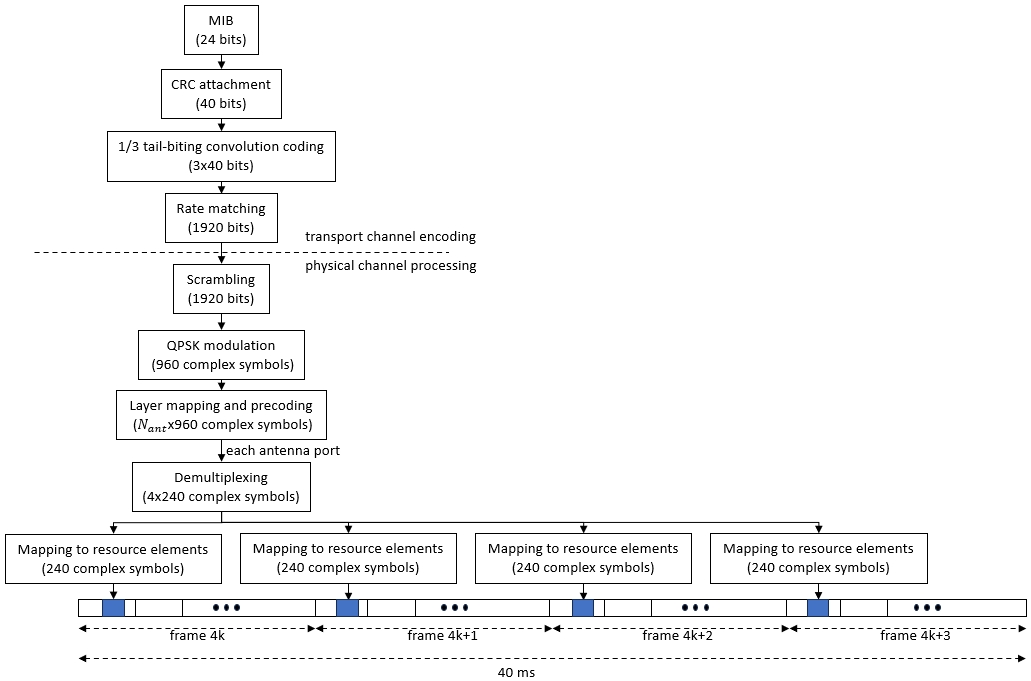 MIB
(24 bits)
CRC attachment
(40 bits)
1/3 tail-biting convolution coding
(3x40 bits)
Rate matching
(1920 bits)
transport channel encoding
physical channel processing
Scrambling
(1920 bits)
QPSK modulation
(960 complex symbols)
Layer mapping and precoding
(N_ant x960 complex symbols)
each antenna port
Demultiplexing
(4x240 complex symbols)
Mapping to resource elements
(240 complex symbols)
Mapping to resource elements
(240 complex symbols)
Mapping to resource elements
(240 complex symbols)
Mapping to resource elements
(240 complex symbols)
frame 4k
frame 4k+1
frame 4k+2
frame 4k+3
40 ms